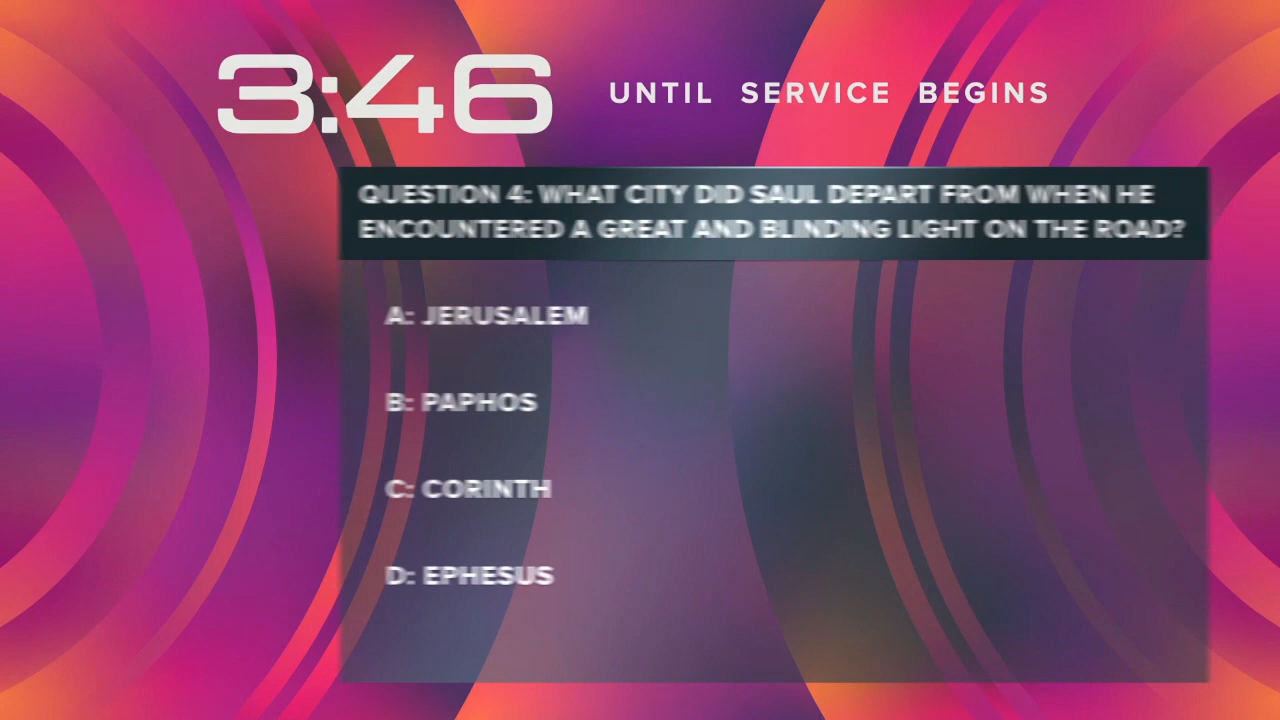 3:46 UNTIL SERVICE BEGINS
QUESTION 4: WHAT CITY DID SAUL DEPART FROM WHEN HE
ENCOUNTERED A GREAT AND BLINDING LIGHT ON THE ROAD?
A: JERUSALEM
B: PAPHOS
C: CORINTH
D: EPHESUS